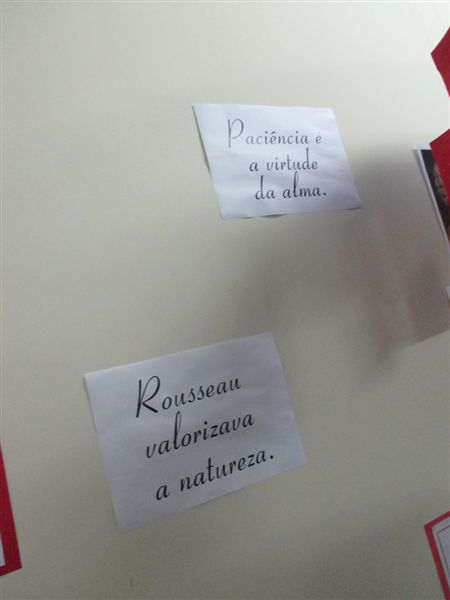 Paciência é
a virtude
da alma.
Rousseau
valorizava
a natureza.